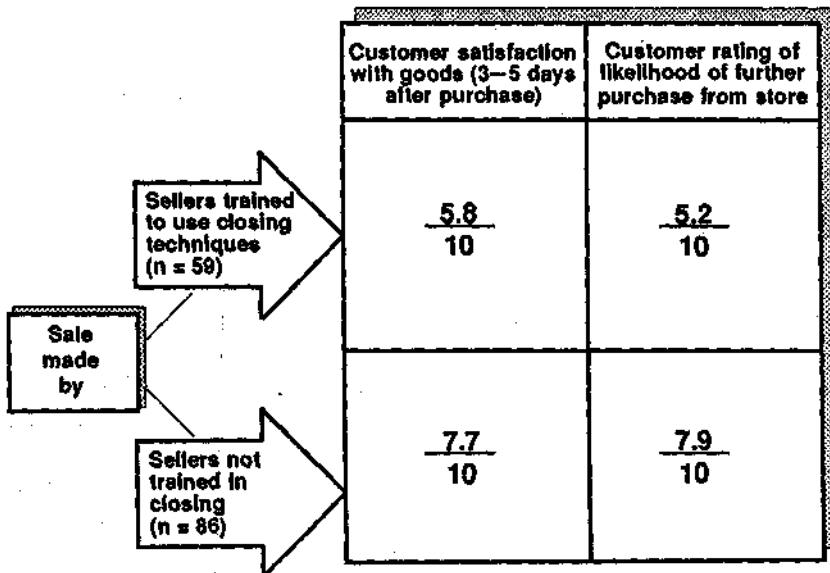 Customer satisfaction
with goods (3–5 days
after purchase)
Customer rating of
likelihood of further
purchase from store
Sellers trained
to use closing
techniques
(n = 59)
5.8
10
5.2
10
Sale
made
by
Sellers not
trained in
closing
(n = 86)
7.7
10
7.9
10